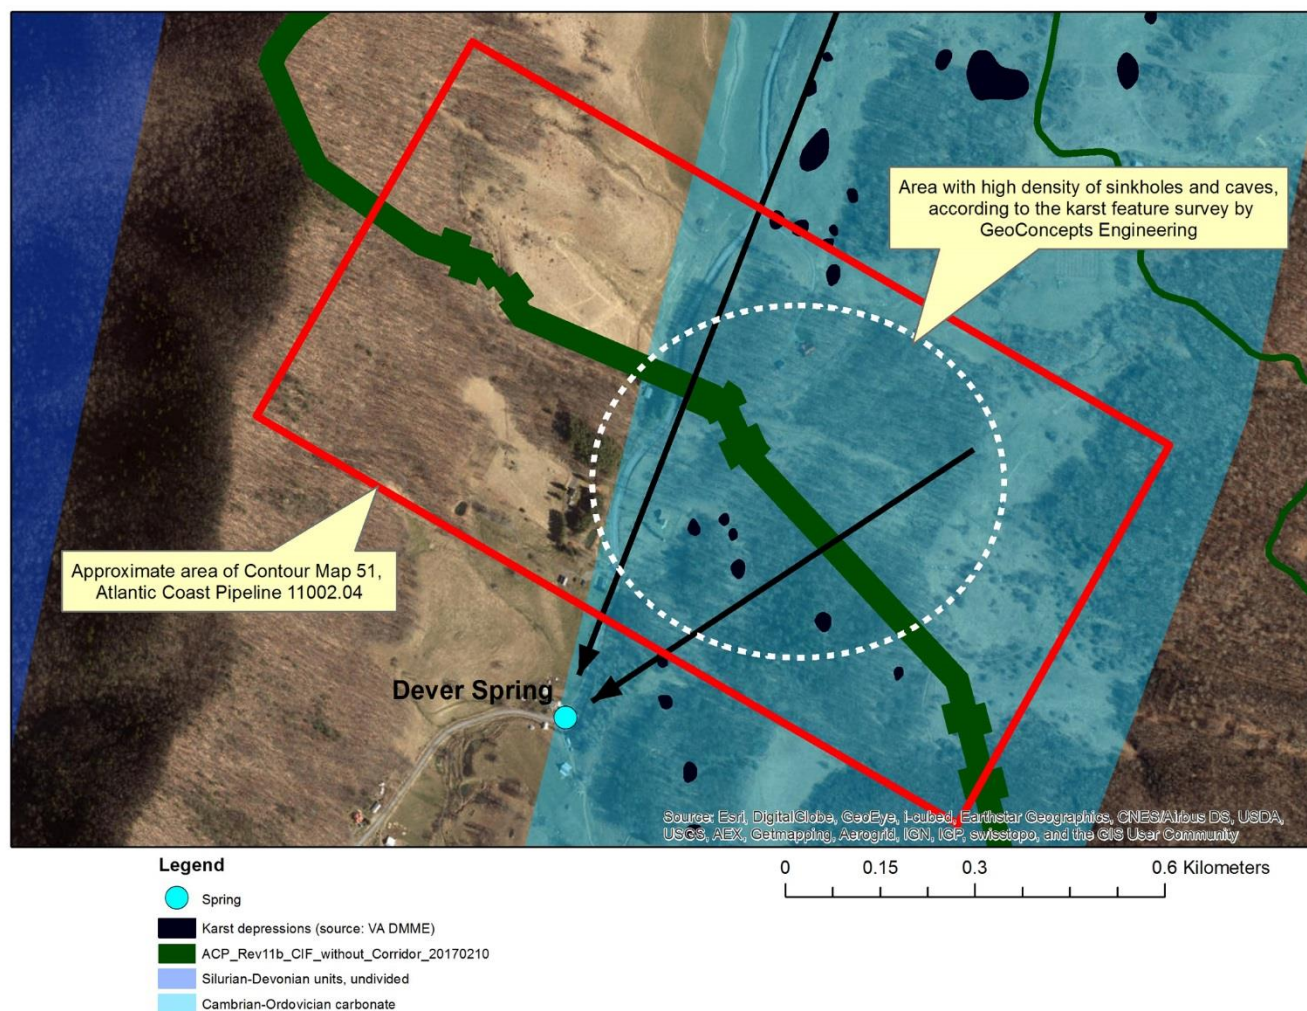 Area with high density of sinkholes and caves,
according to the karst feature survey by
GeoConcepts Engineering
Approximate area of Contour Map 51,
Atlantic Coast Pipeline 11002.04
Dever Spring
Source: Esri, DigitalGlobe, GeoEye, i-cubed, Earthstar Geographics, CNES/Airbus DS, USDA,
USGS, AEX, Getmapping, Aerogrid, IGN, IGP, swisstopo, and the GIS User Community
Legend
Spring
Karst depressions (source: VA DMME)
ACP_Rev11b_CIF_without_Corridor_20170210
Silurian-Devonian units, undivided
Cambrian-Ordovician carbonate
0 0.15 0.3 0.6 Kilometers